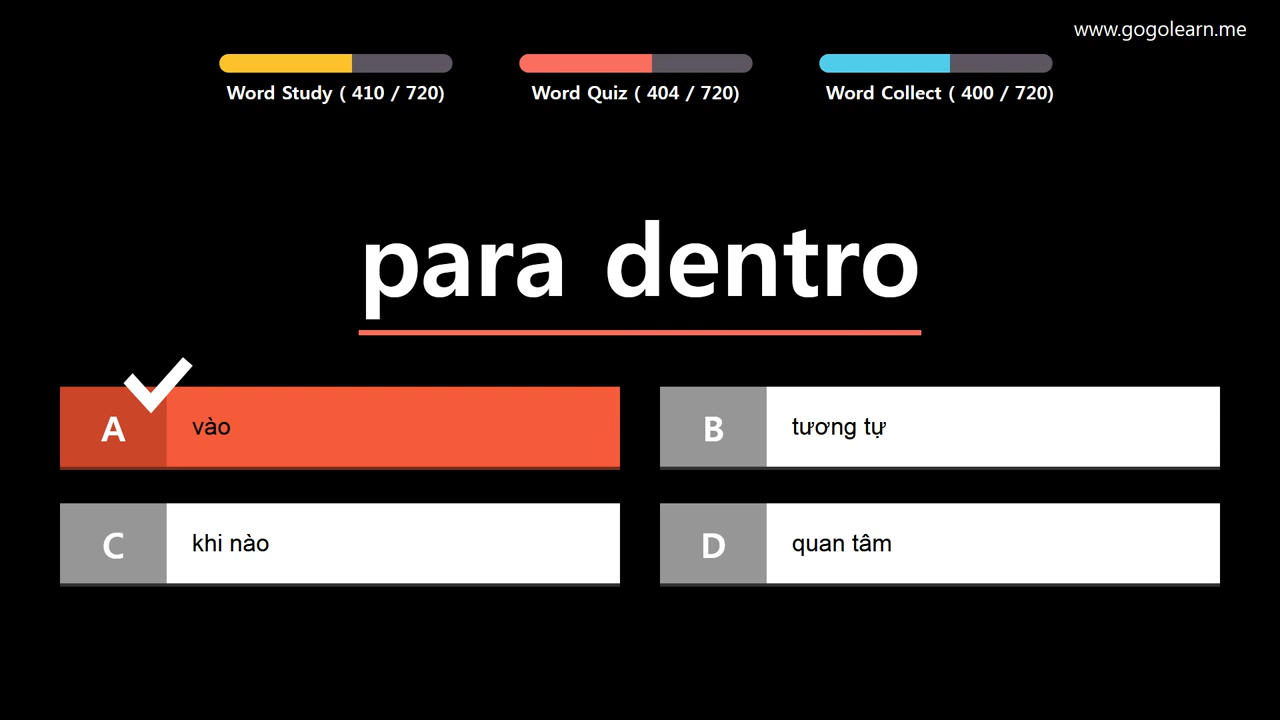 www.gogolearn.me
Word Study ( 410 / 720)
Word Quiz ( 404 / 720)
Word Collect ( 400 / 720)
para dentro
A vào
B tương tự
C khi nào
D quan tâm